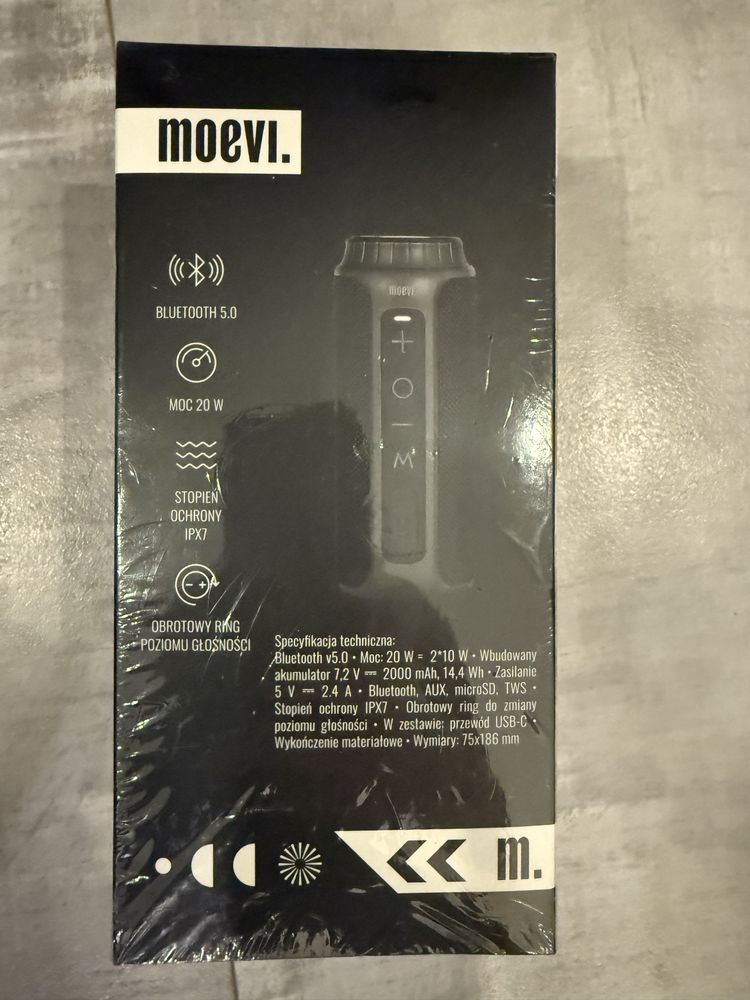 moevi.
BLUETOOTH 5.0
MOC 20 W
STOPIEŃ
OCHRONY
IPX7
OBROTOWY RING
POZIOMU GŁOŚNOŚCI
moevi.
M
Specyfikacja techniczna:
Bluetooth v5.0 • Moc: 20 W = 2*10 W • Wbudowany
akumulator 7,2 V ⎓ 2000 mAh, 14,4 Wh • Zasilanie
5 V ⎓ 2.4 A • Bluetooth, AUX, microSD, TWS •
Stopień ochrony IPX7 • Obrotowy ring do zmiany
poziomu głośności • W zestawie: przewód USB-C •
Wykończenie materiałowe • Wymiary: 75x186 mm
m.